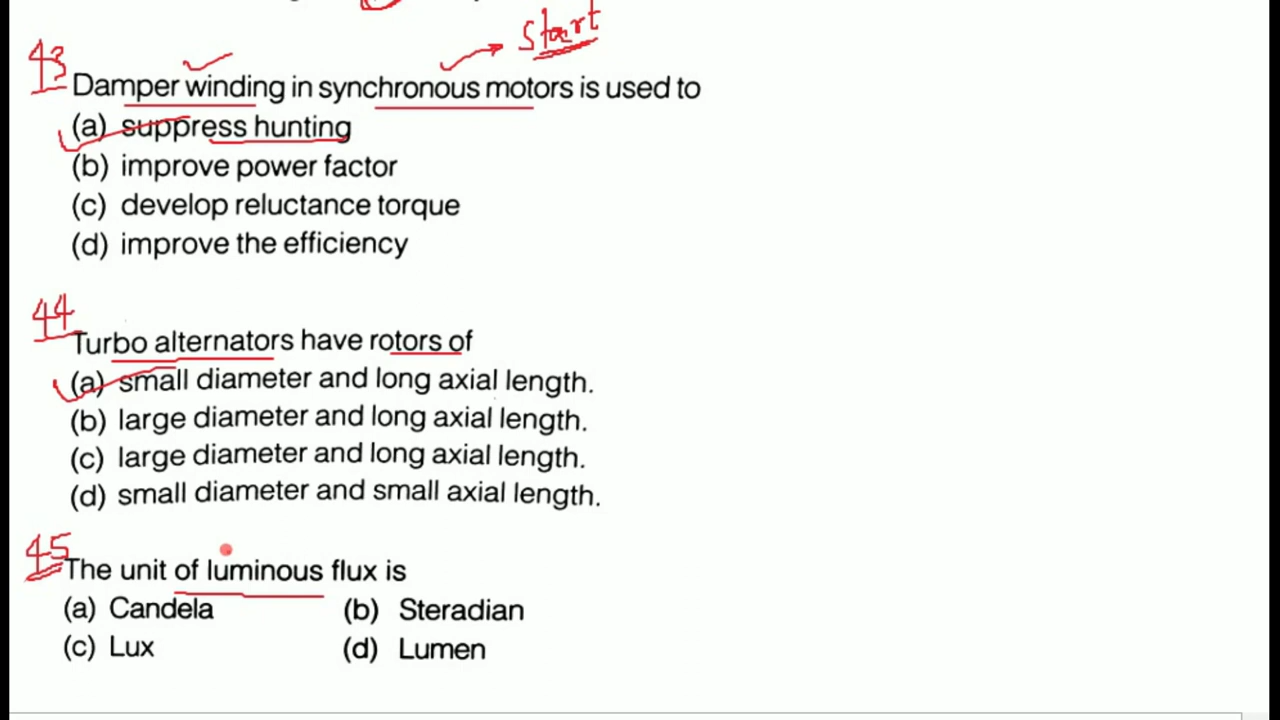 start
43
Damper winding in synchronous motors is used to
(a) suppress hunting
(b) improve power factor
(c) develop reluctance torque
(d) improve the efficiency
44
Turbo alternators have rotors of
(a) small diameter and long axial length.
(b) large diameter and long axial length.
(c) large diameter and long axial length.
(d) small diameter and small axial length.
45
The unit of luminous flux is
(a) Candela (b) Steradian
(c) Lux (d) Lumen